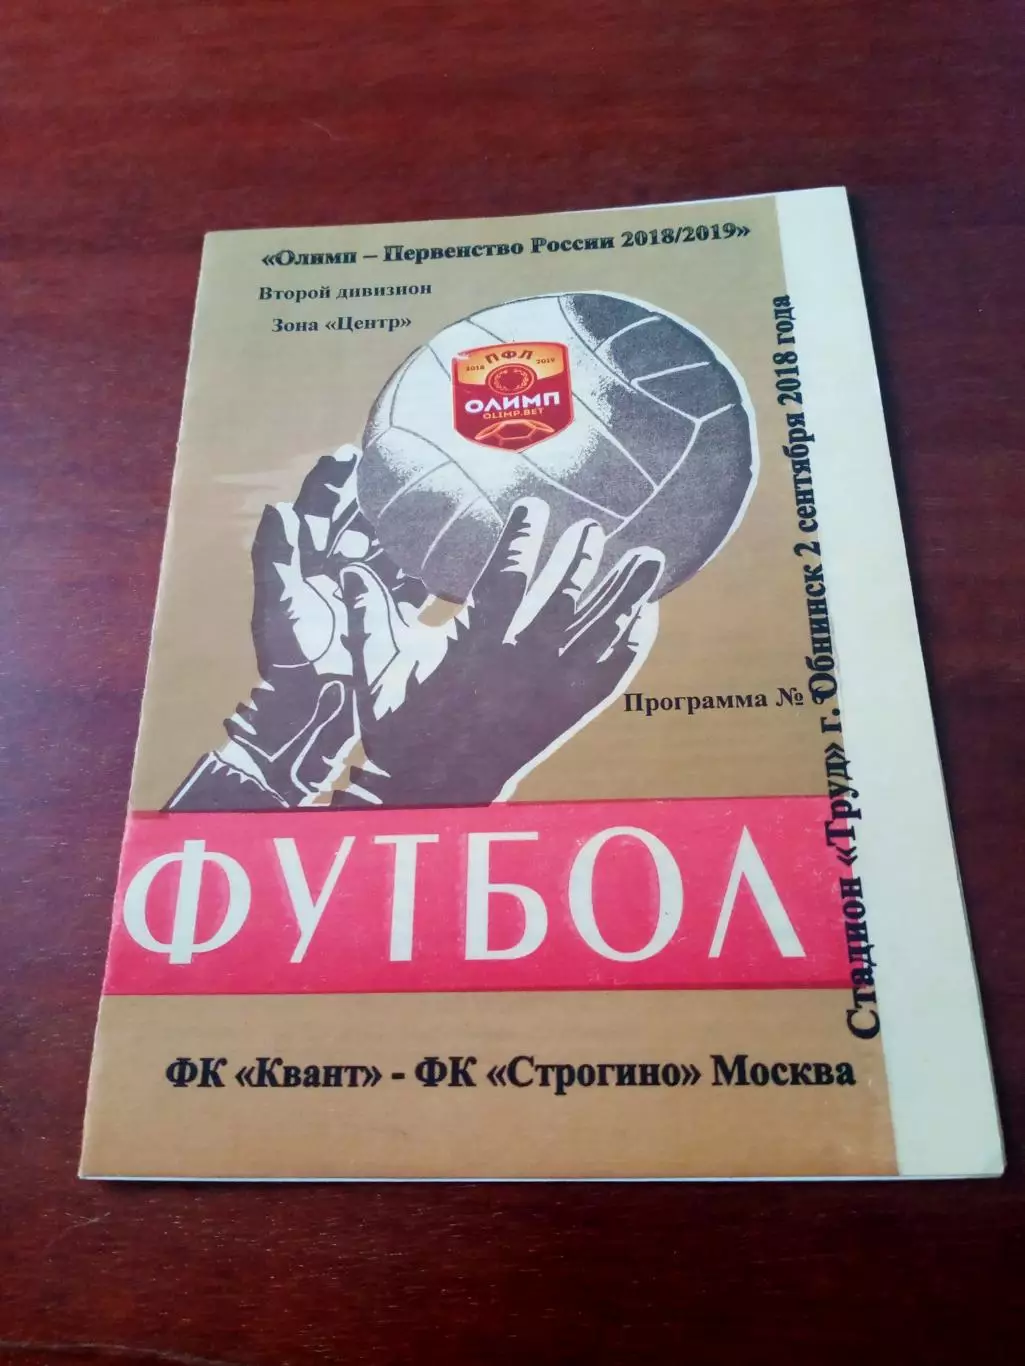 «Олимп – Первенство России 2018/2019»
Второй дивизион
Зона «Центр»
ПФЛ
2018 2019
ОЛИМП
OLIMP.BET
Программа №
Стадион «Труд» г. Обнинск 2 сентября 2018 года
ФУТБОЛ
ФК «Квант» - ФК «Строгино» Москва